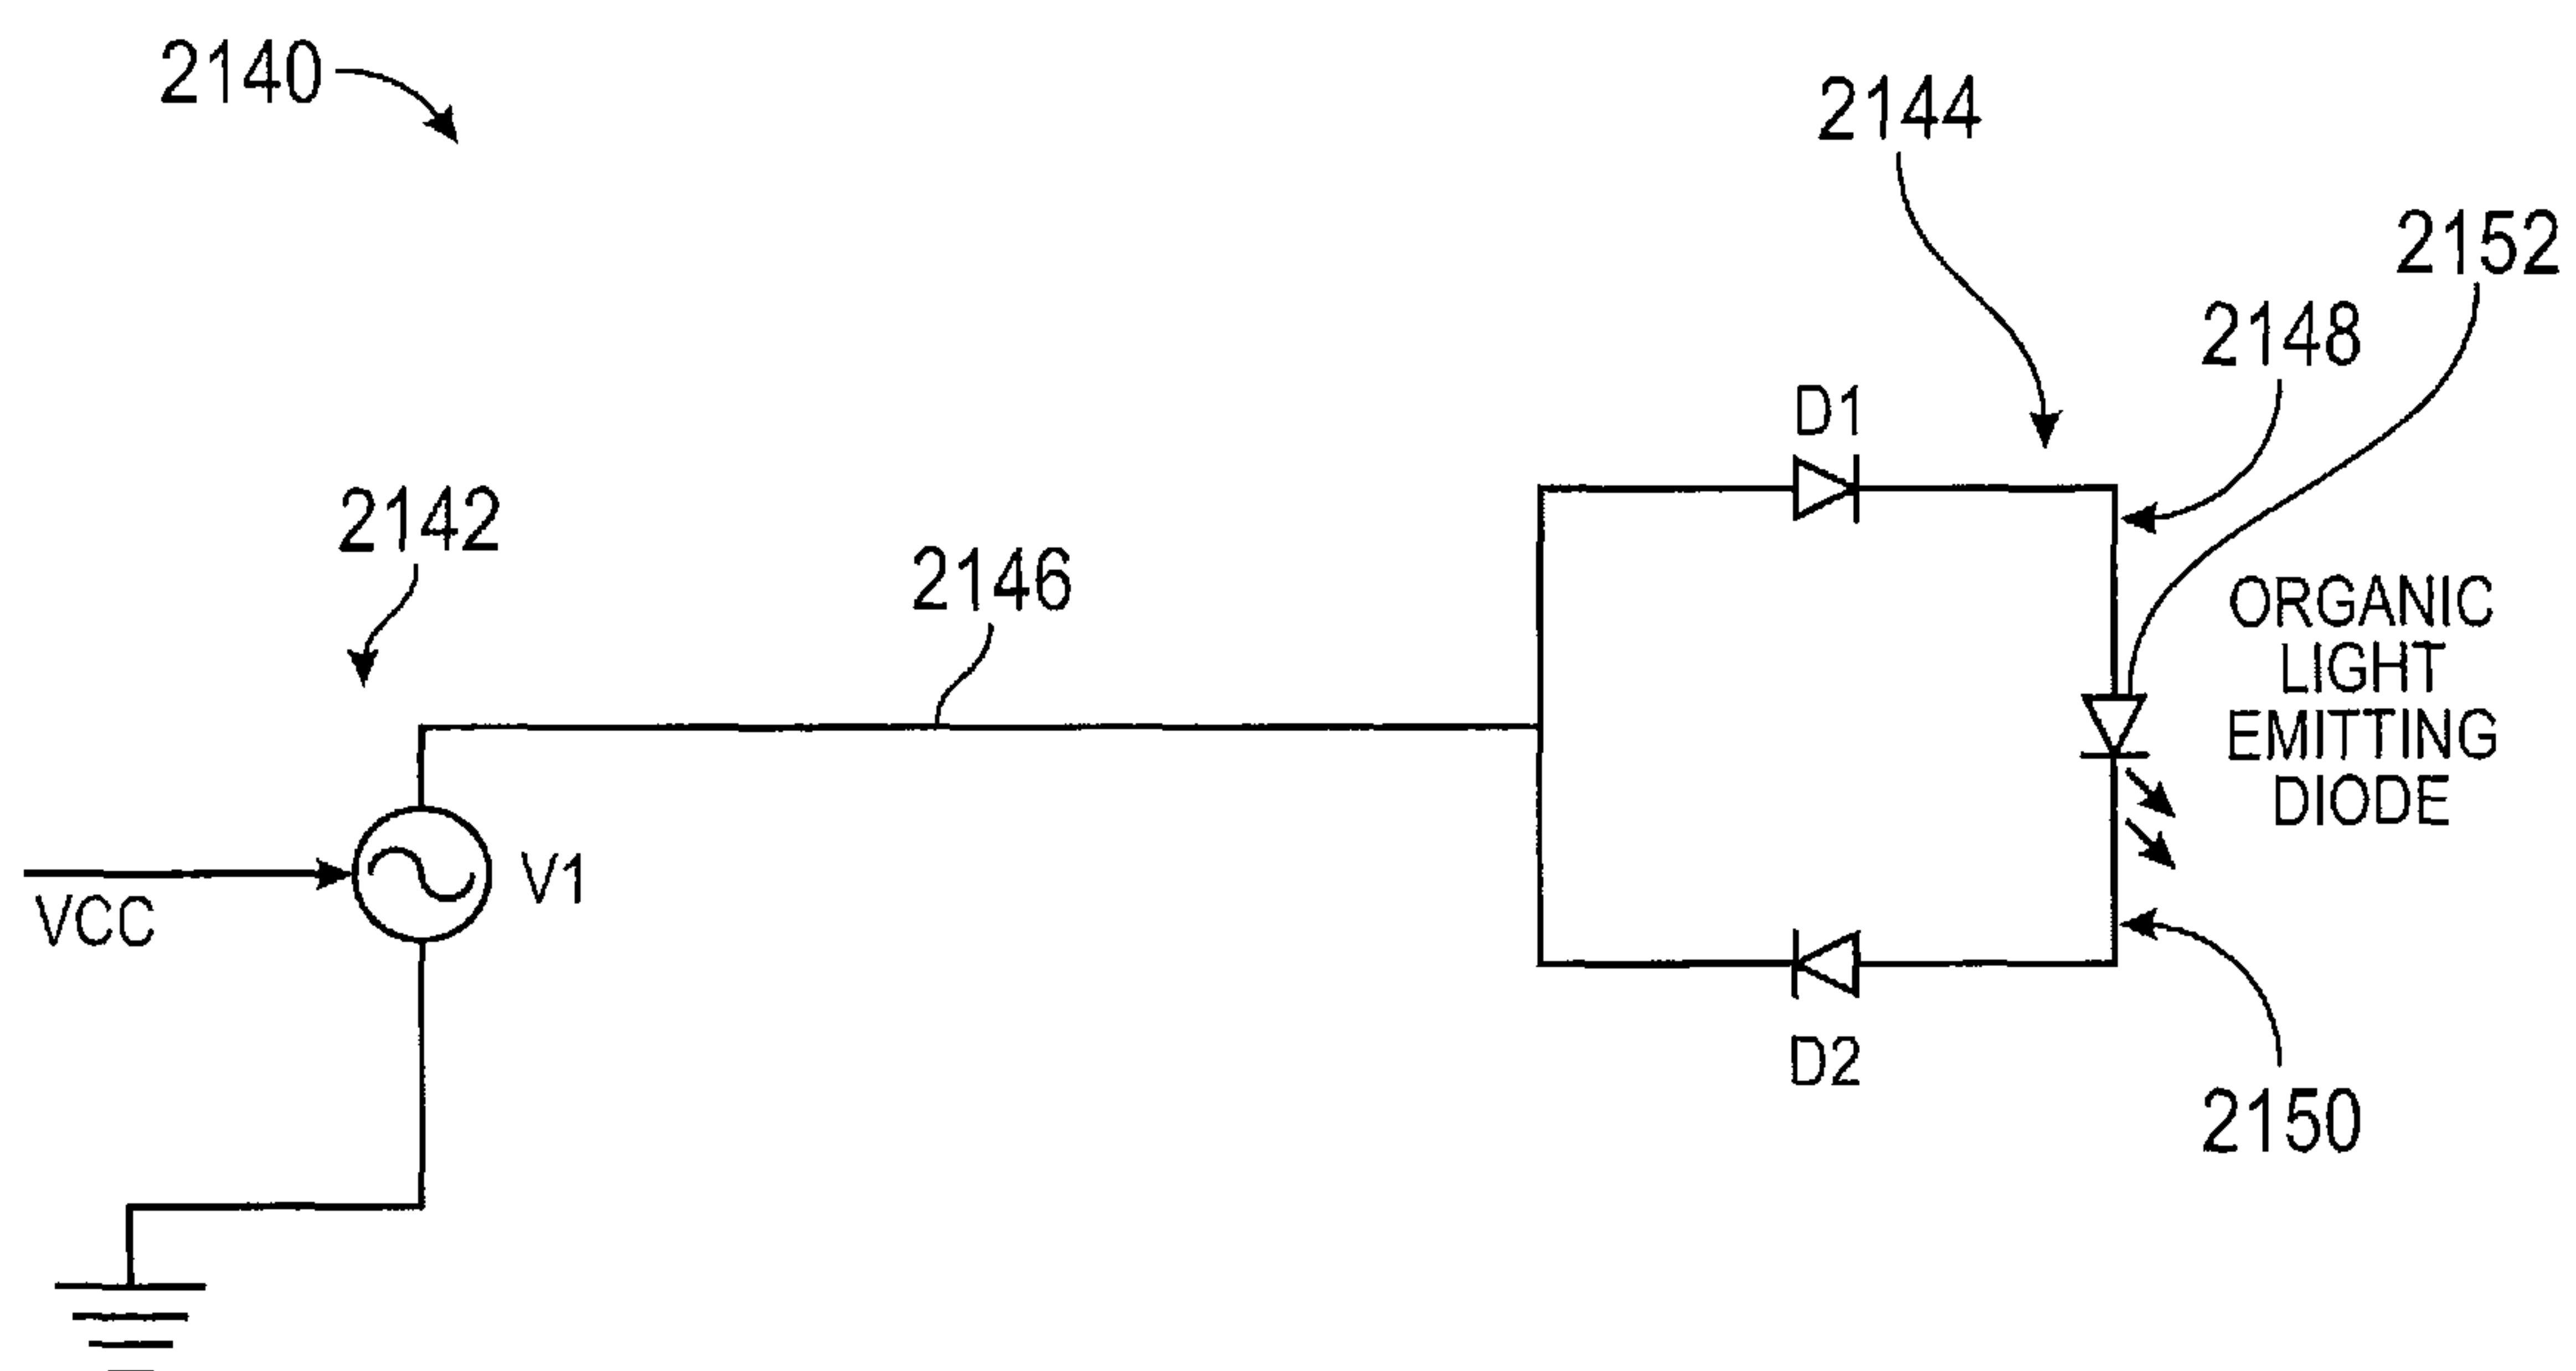 2140
2144
2152
2148
D1
2142
2146
ORGANIC
LIGHT
EMITTING
DIODE
V1
VCC
D2
2150